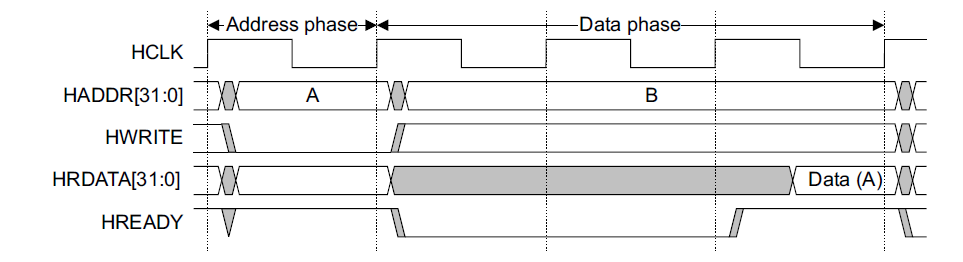 Address phase Data phase
HCLK
HADDR[31:0] A B
HWRITE
HRDATA[31:0] Data (A)
HREADY